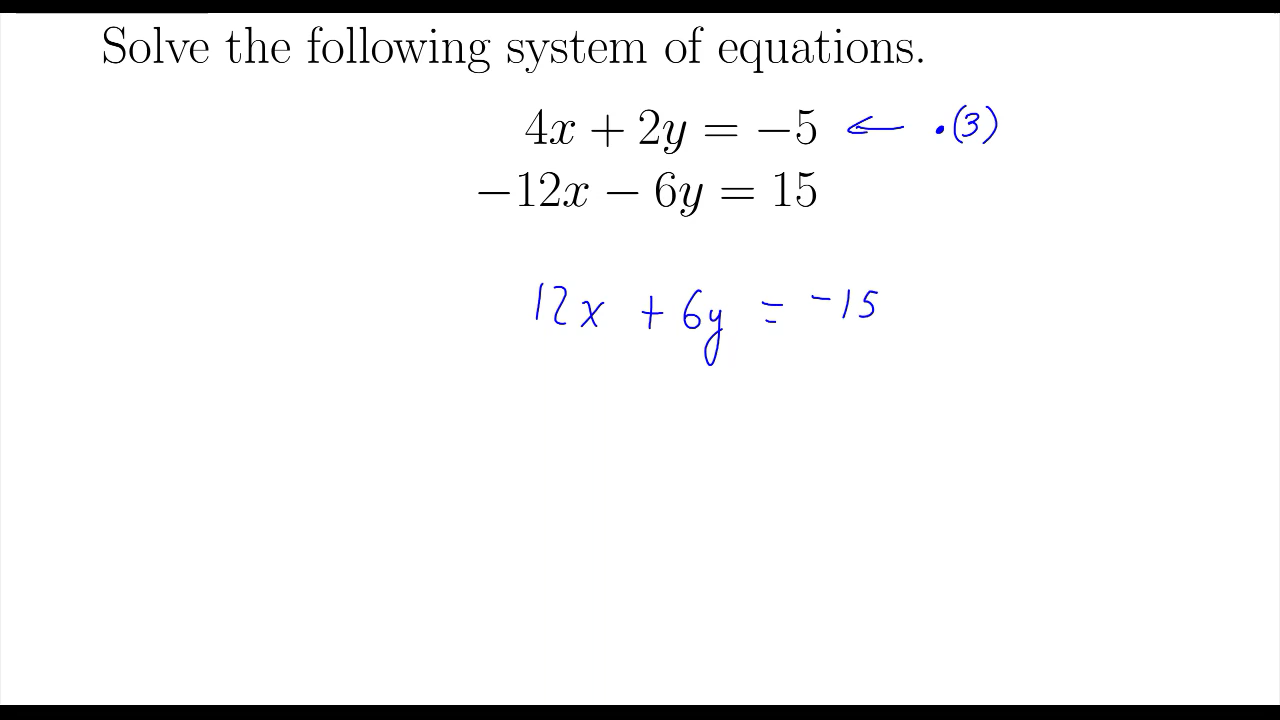 Solve the following system of equations.
4x + 2y = −5 ← •(3)
−12x − 6y = 15
12x + 6y = -15